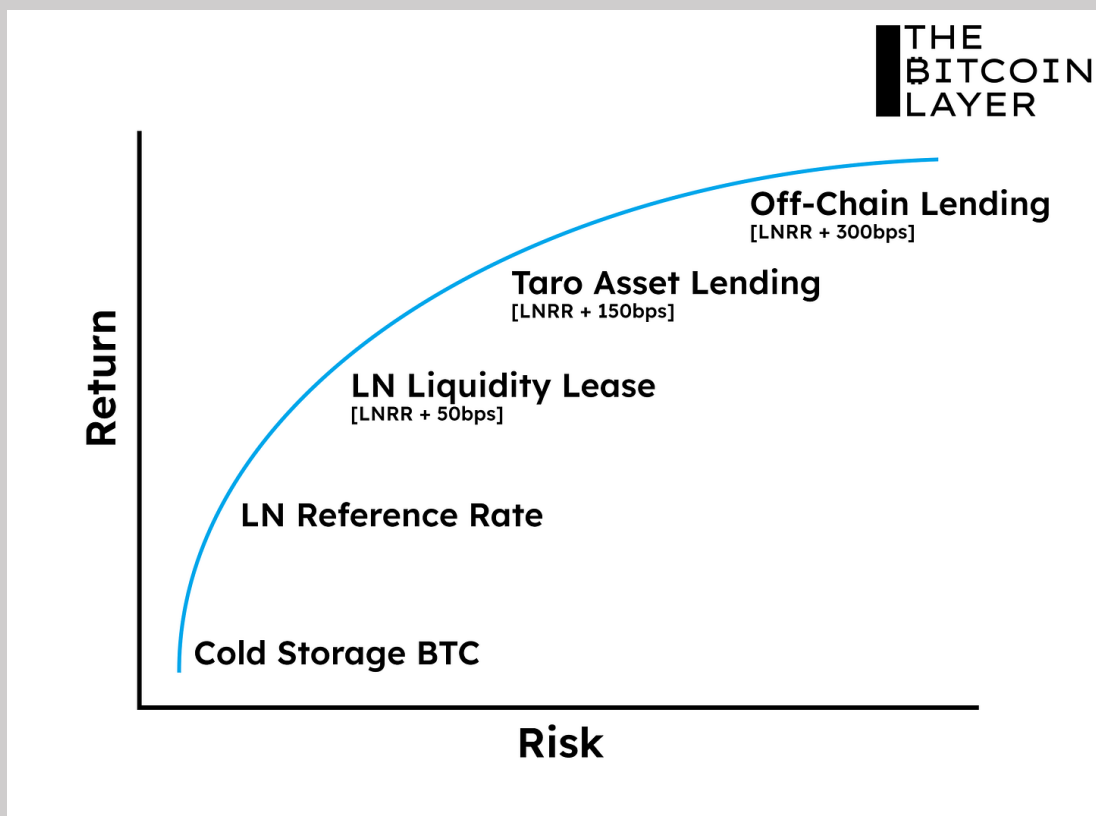 THE
₿ITCOIN
LAYER
Return
Off-Chain Lending
[LNRR + 300bps]
Taro Asset Lending
[LNRR + 150bps]
LN Liquidity Lease
[LNRR + 50bps]
LN Reference Rate
Cold Storage BTC
Risk